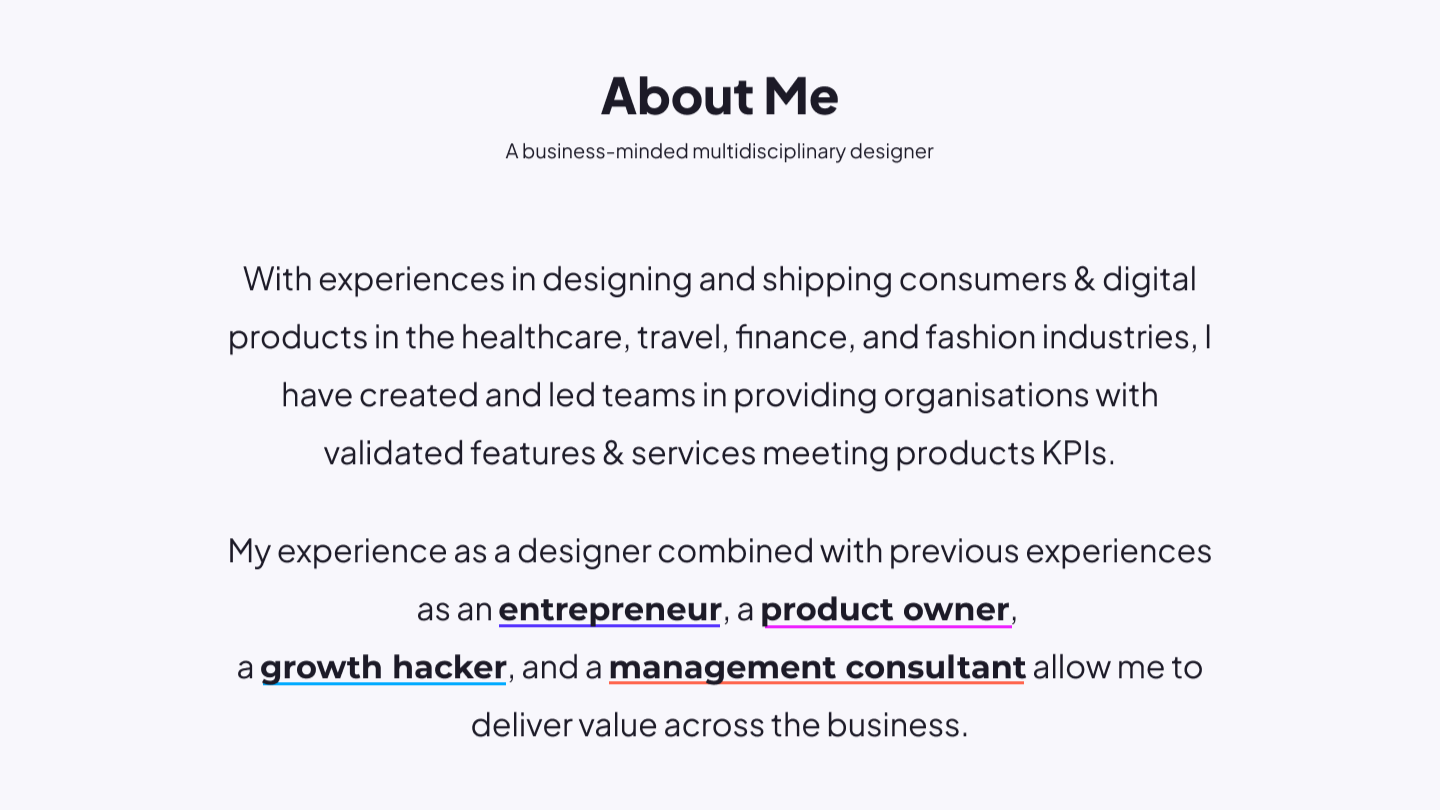 About Me
A business-minded multidisciplinary designer
With experiences in designing and shipping consumers & digital
products in the healthcare, travel, finance, and fashion industries, I
have created and led teams in providing organisations with
validated features & services meeting products KPIs.
My experience as a designer combined with previous experiences
as an entrepreneur, a product owner,
a growth hacker, and a management consultant allow me to
deliver value across the business.